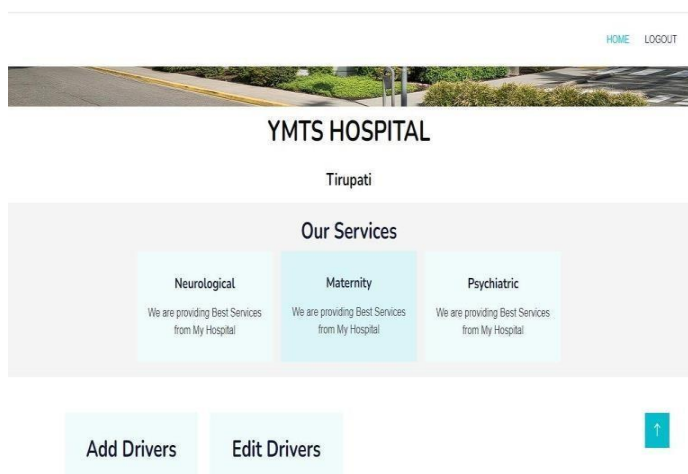 HOME LOGOUT
YMTS HOSPITAL
Tirupati
Our Services
Neurological
We are providing Best Services
from My Hospital
Maternity
We are providing Best Services
from My Hospital
Psychiatric
We are providing Best Services
from My Hospital
Add Drivers
Edit Drivers